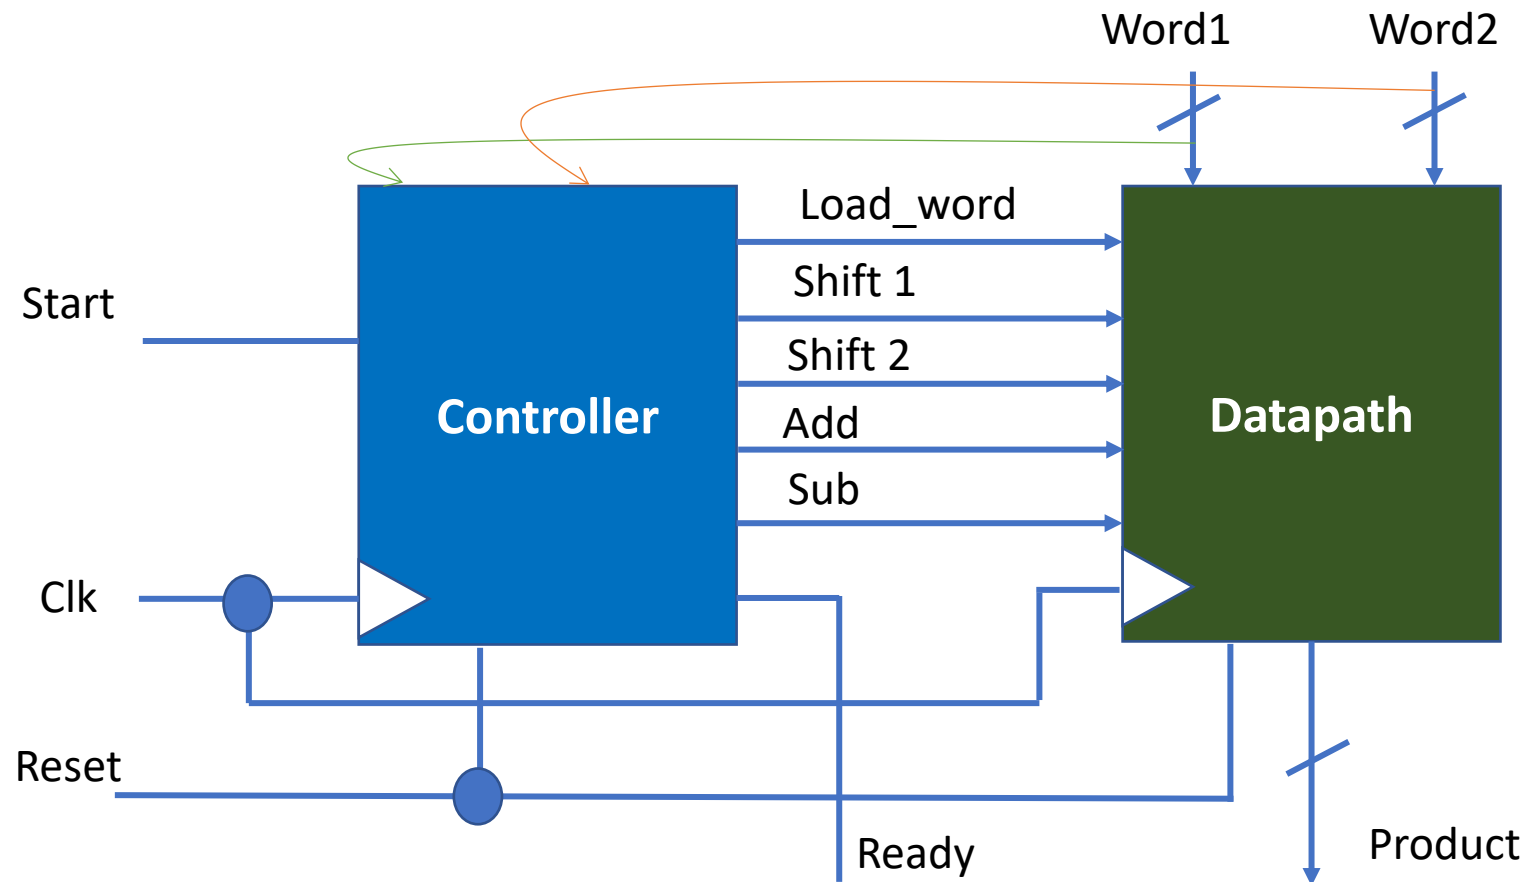 Word1
Word2
Load_word
Shift 1
Start
Shift 2
Controller
Datapath
Add
Sub
Clk
Reset
Ready
Product